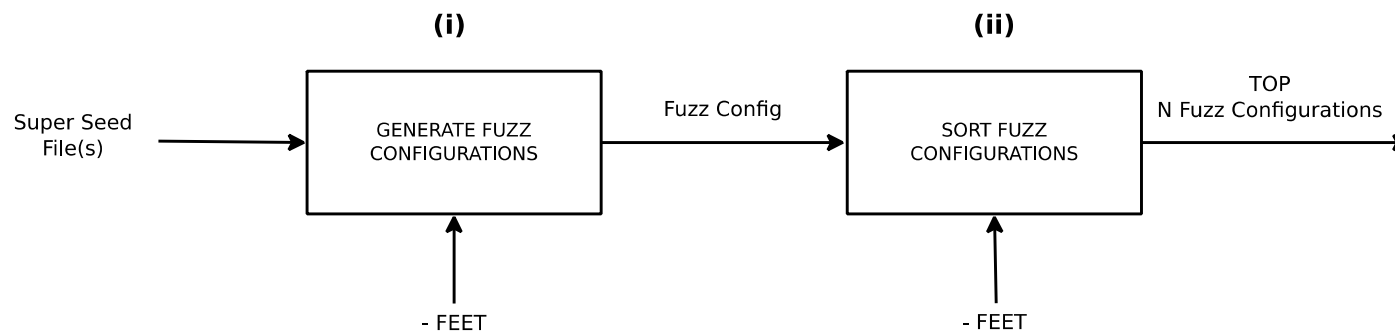 (i)
(ii)
Super Seed
File(s)
GENERATE FUZZ
CONFIGURATIONS
Fuzz Config
SORT FUZZ
CONFIGURATIONS
TOP
N Fuzz Configurations
- FEET
- FEET